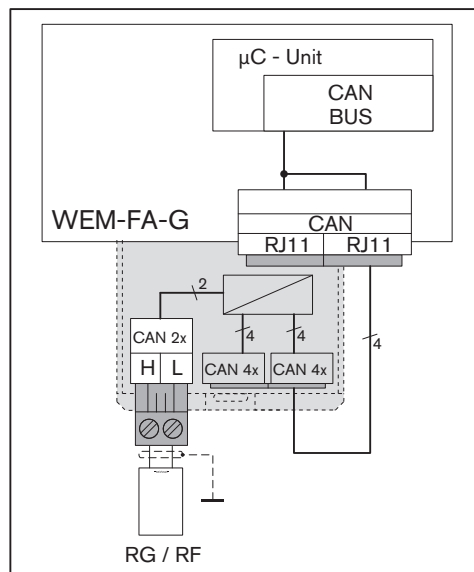 µC - Unit
CAN
BUS
WEM-FA-G
CAN
RJ11 RJ11
2
CAN 2x
4 4 4
H L
CAN 4x CAN 4x
RG / RF